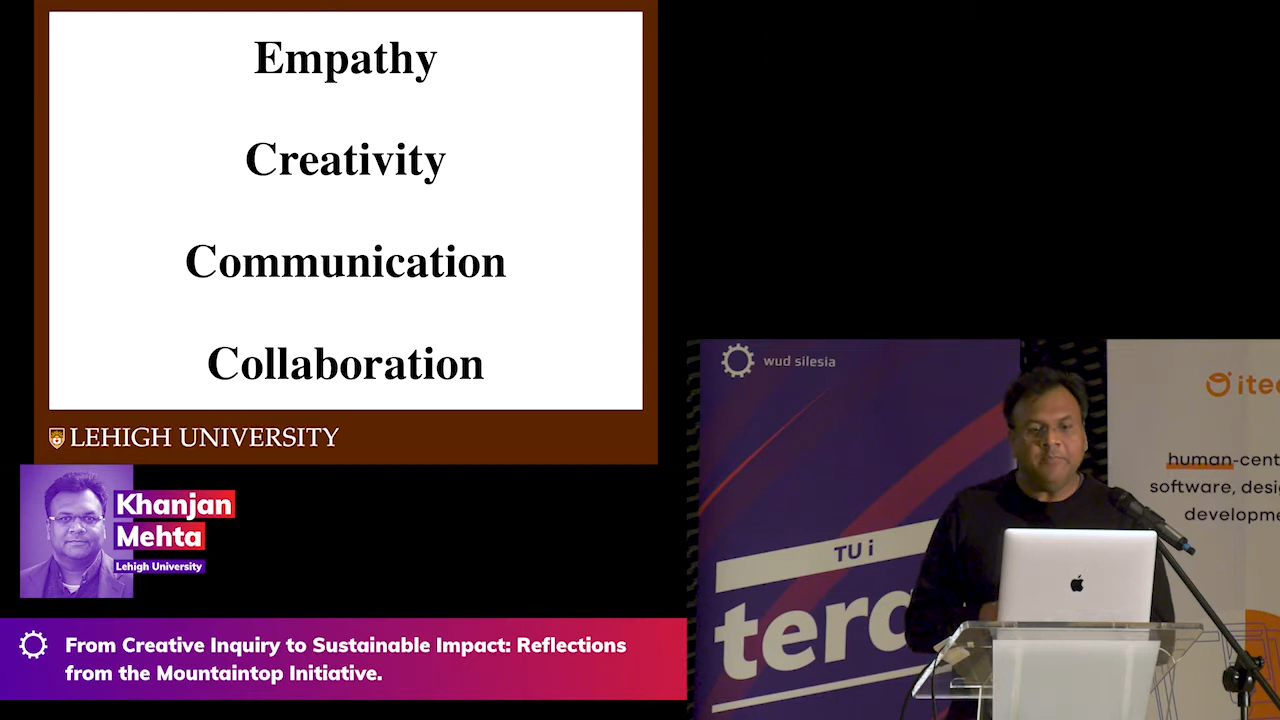 Empathy
Creativity
Communication
Collaboration
LEHIGH UNIVERSITY
Khanjan
Mehta
Lehigh University
From Creative Inquiry to Sustainable Impact: Reflections
from the Mountaintop Initiative.
wud silesia
TU i
human-cent
software, desi
developme